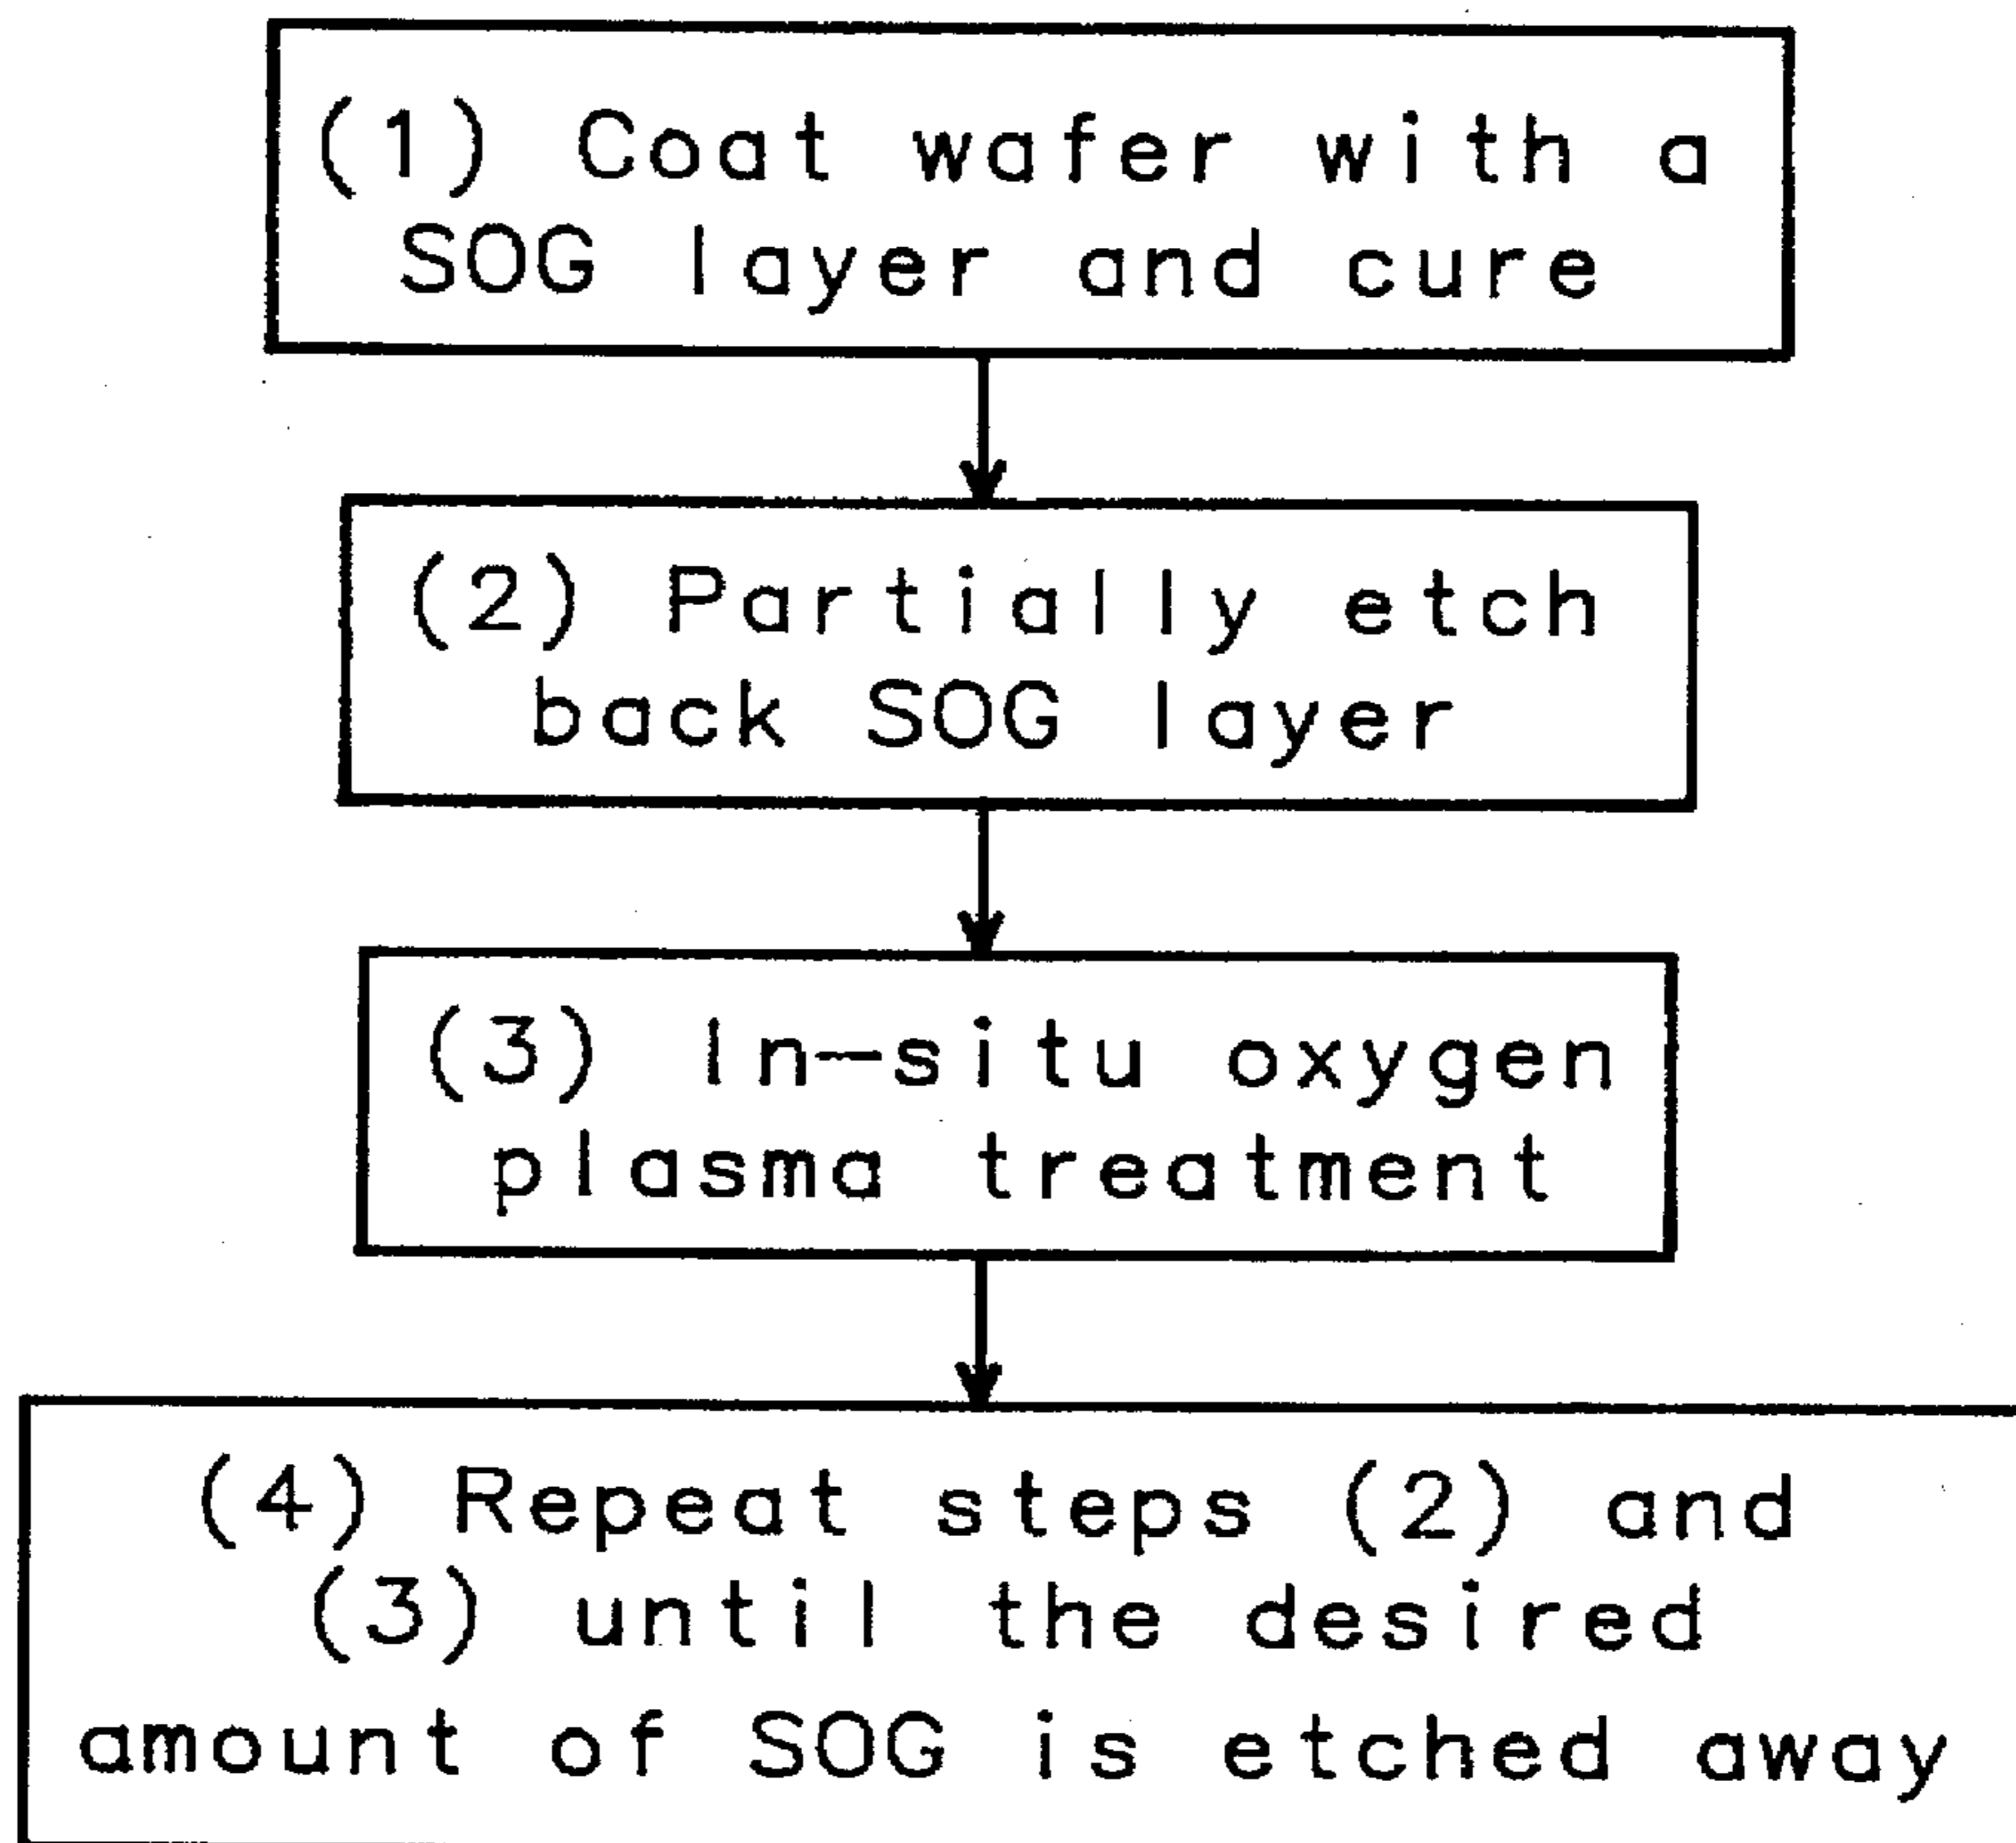 (1) Coat wafer with a
SOG layer and cure
(2) Partially etch
back SOG layer
(3) In-situ oxygen
plasma treatment
(4) Repeat steps (2) and
(3) until the desired
amount of SOG is etched away